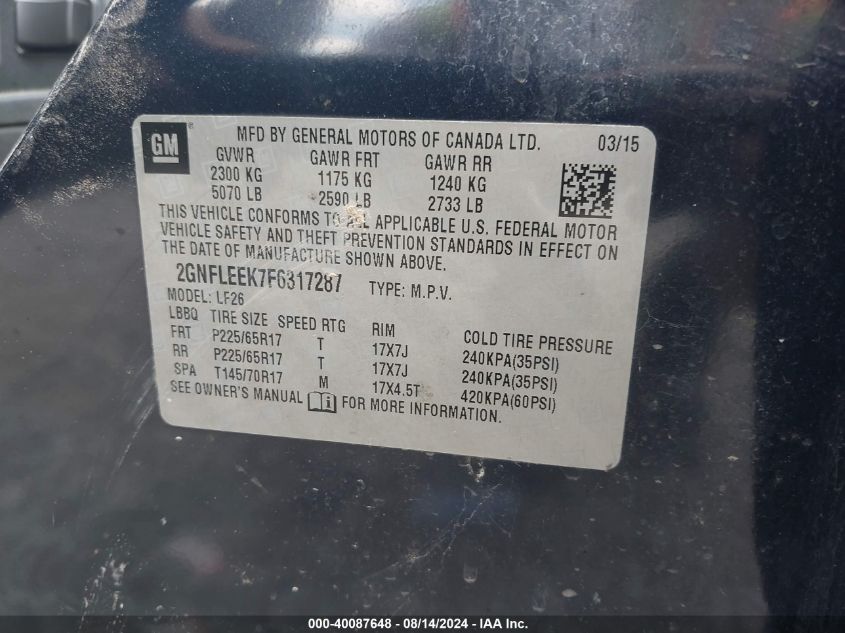 GM
MFD BY GENERAL MOTORS OF CANADA LTD. 03/15
GVWR GAWR FRT GAWR RR
2300 KG 1175 KG 1240 KG
5070 LB 2590 LB 2733 LB
THIS VEHICLE CONFORMS TO ALL APPLICABLE U.S. FEDERAL MOTOR
VEHICLE SAFETY AND THEFT PREVENTION STANDARDS IN EFFECT ON
THE DATE OF MANUFACTURE SHOWN ABOVE.
2GNFLEEK7F6317287 TYPE: M.P.V.
MODEL: LF26
LBBQ TIRE SIZE SPEED RTG RIM COLD TIRE PRESSURE
FRT P225/65R17 T 17X7J 240KPA(35PSI)
RR P225/65R17 T 17X7J 240KPA(35PSI)
SPA T145/70R17 M 17X4.5T 420KPA(60PSI)
SEE OWNER'S MANUAL FOR MORE INFORMATION.
000-40087648 - 08/14/2024 - IAA Inc.